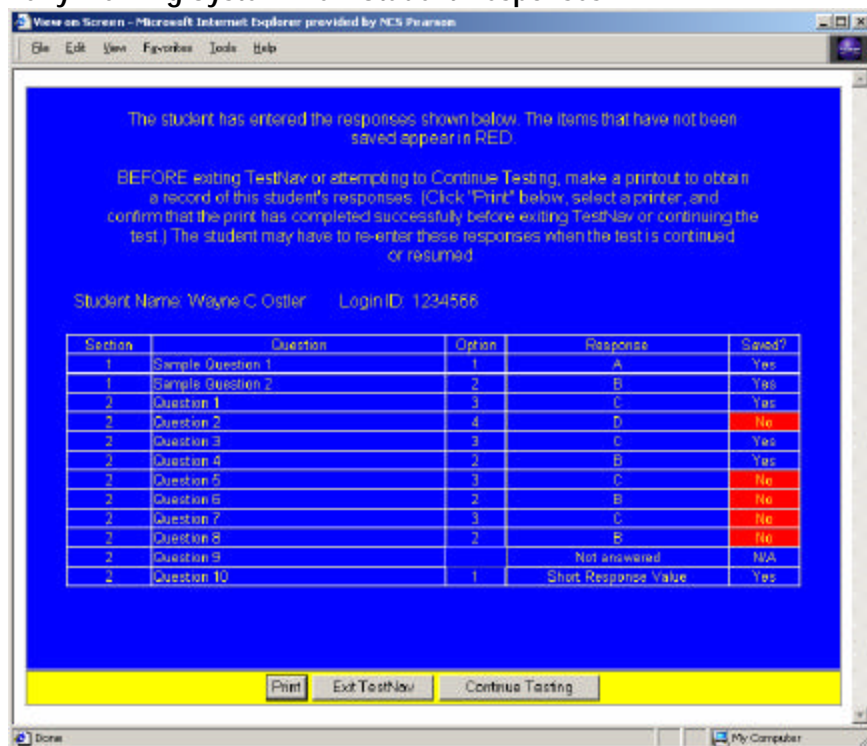 View on Screen - Microsoft Internet Explorer provided by NCS Pearson
File Edit View Favorites Tools Help
The student has entered the responses shown below. The items that have not been
saved appear in RED.
BEFORE exiting TestNav or attempting to Continue Testing, make a printout to obtain
a record of this student's responses. (Click "Print" below, select a printer, and
confirm that the print has completed successfully before exiting TestNav or continuing the
test.) The student may have to re-enter these responses when the test is continued
or resumed
Student Name: Wayne C Ostler Login ID: 1234566
Section Question Option Response Saved?
1 Sample Question 1 1 A Yes
1 Sample Question 2 2 B Yes
2 Question 1 3 C Yes
2 Question 2 4 D No
2 Question 3 3 C Yes
2 Question 4 2 B Yes
2 Question 5 3 C No
2 Question 6 2 B No
2 Question 7 3 C No
2 Question 8 2 B No
2 Question 9 Not answered N/A
2 Question 10 1 Short Response Value Yes
Print Exit TestNav Continue Testing
Done My Computer